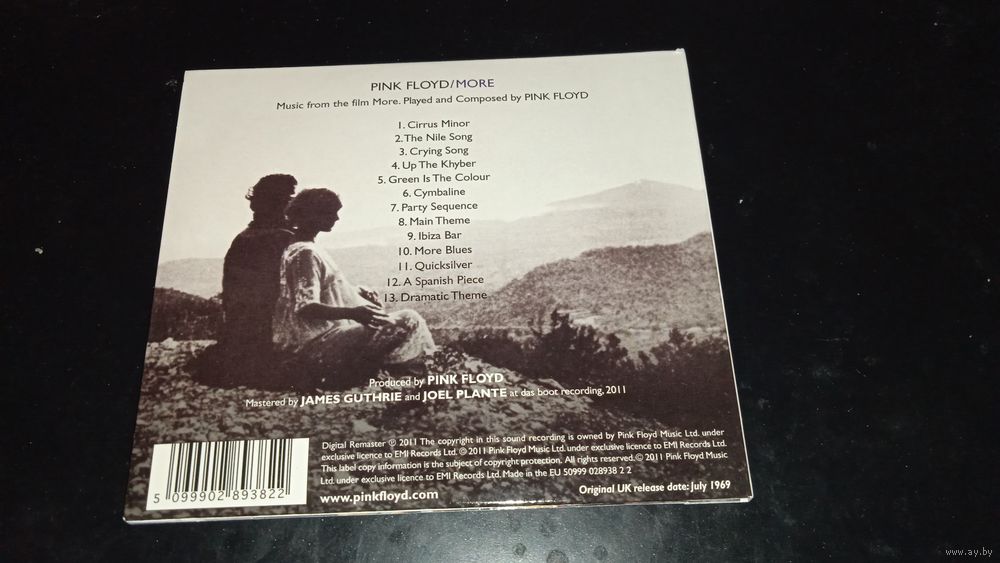 PINK FLOYD/MORE
Music from the film More. Played and Composed by PINK FLOYD
1. Cirrus Minor
2. The Nile Song
3. Crying Song
4. Up The Khyber
5. Green Is The Colour
6. Cymbaline
7. Party Sequence
8. Main Theme
9. Ibiza Bar
10. More Blues
11. Quicksilver
12. A Spanish Piece
13. Dramatic Theme
Produced by PINK FLOYD
Mastered by JAMES GUTHRIE and JOEL PLANTE at das boot recording, 2011
Digital Remaster ℗ 2011 The copyright in this sound recording is owned by Pink Floyd Music Ltd. under
exclusive licence to EMI Records Ltd. © 2011 Pink Floyd Music Ltd. under exclusive licence to EMI Records Ltd.
This label copy information is the subject of copyright protection. All rights reserved. © 2011 Pink Floyd Music
Ltd. under exclusive licence to EMI Records Ltd. Made in the EU 50999 028938 2 2
www.pinkfloyd.com
Original UK release date: July 1969
5 099902 893822
www.ay.by